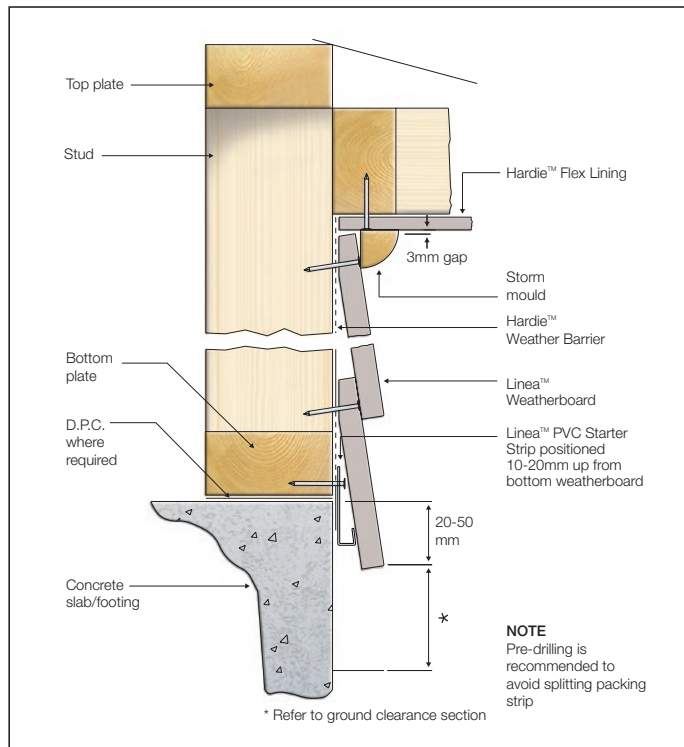 Top plate
Stud
Hardie™ Flex Lining
3mm gap
Storm
mould
Hardie™
Weather Barrier
Bottom
plate
Linea™
Weatherboard
D.P.C.
where
required
Linea™ PVC Starter
Strip positioned
10-20mm up from
bottom weatherboard
20-50
mm
Concrete
slab/footing
*
NOTE
Pre-drilling is
recommended to
avoid splitting packing
strip
* Refer to ground clearance section